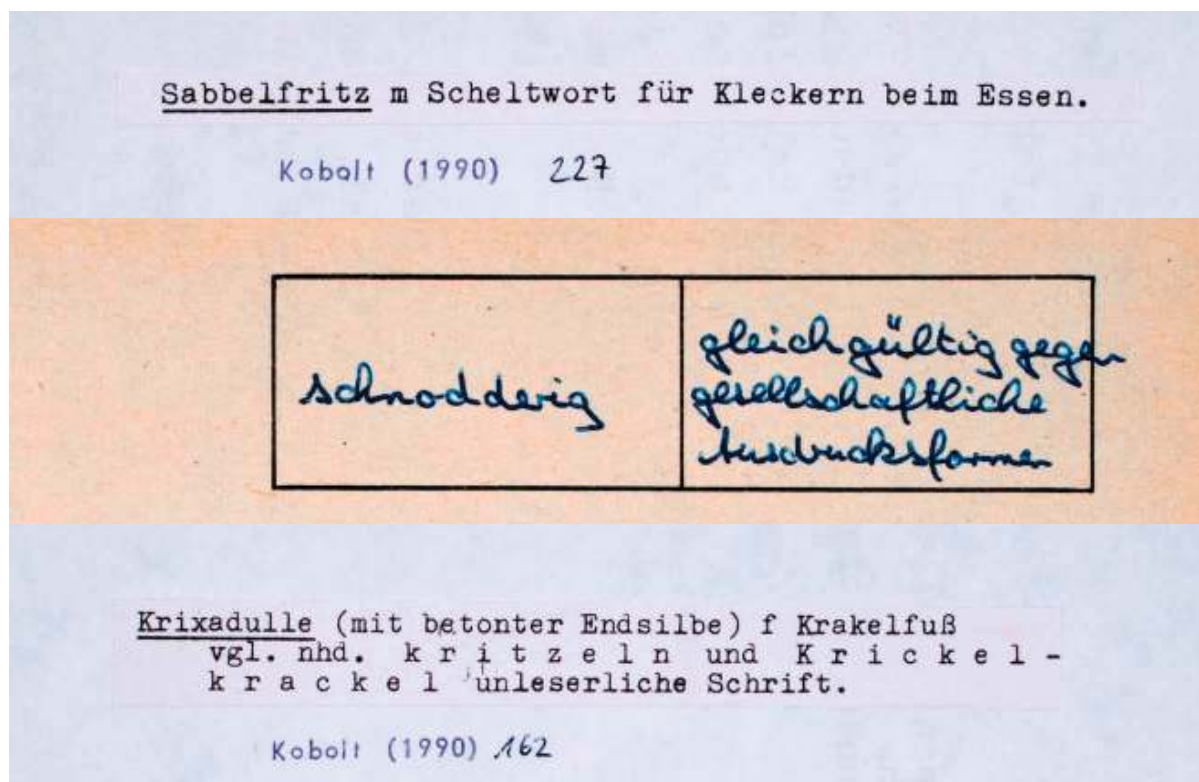 Sabbelfritz m Scheltwort für Kleckern beim Essen.
Kobolt (1990) 227
schnodderig
gleichgültig gegen
gesellschaftliche
Ausdrucksformen
Krixadulle (mit betonter Endsilbe) f Krakelfuß
vgl. nhd. k r i t z e l n und K r i c k e l -
k r a c k e l unleserliche Schrift.
Kobolt (1990) 162